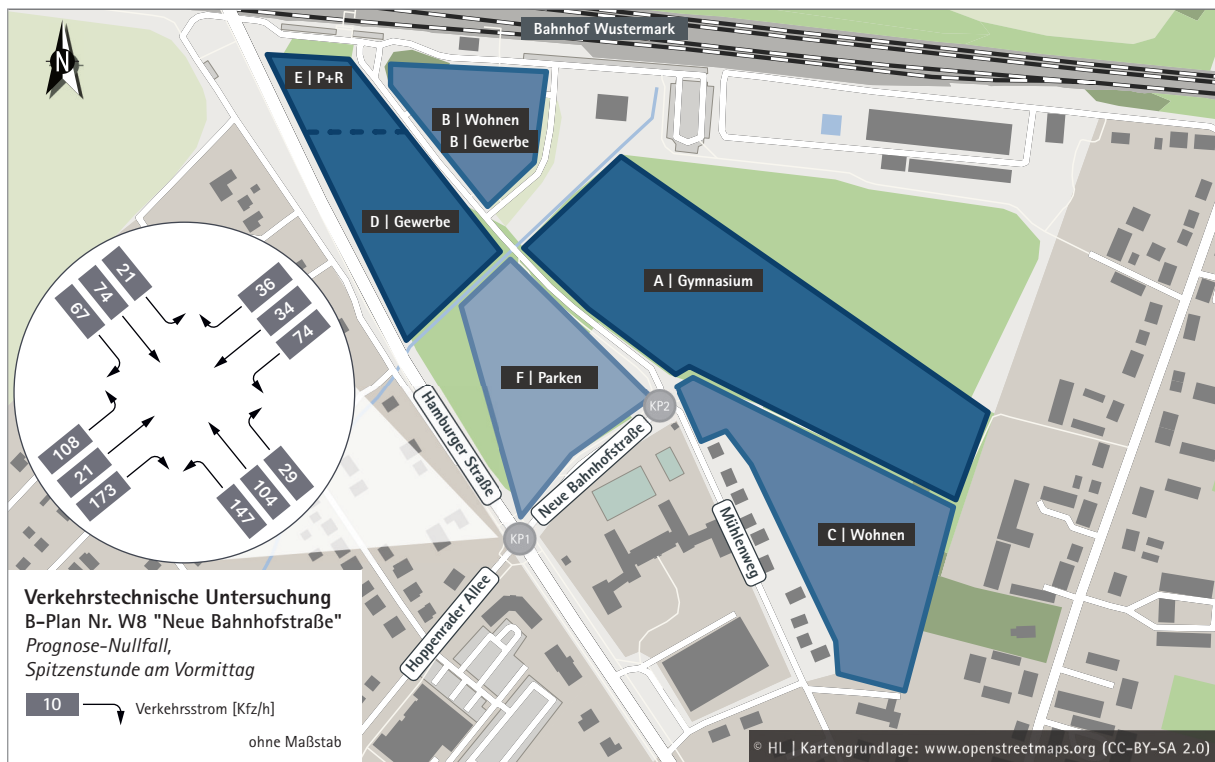 Bahnhof Wustermark
N
E | P+R
B | Wohnen
B | Gewerbe
D | Gewerbe
A | Gymnasium
21
74
67
36
34
74
F | Parken
KP2
Hamburger Straße
Neue Bahnhofstraße
108
21
173
29
104
147
Mühlenweg
C | Wohnen
KP1
Hoppenrader Allee
Verkehrstechnische Untersuchung
B-Plan Nr. W8 "Neue Bahnhofstraße"
Prognose-Nullfall,
Spitzenstunde am Vormittag
10 Verkehrsstrom [Kfz/h]
ohne Maßstab
© HL | Kartengrundlage: www.openstreetmaps.org (CC-BY-SA 2.0)